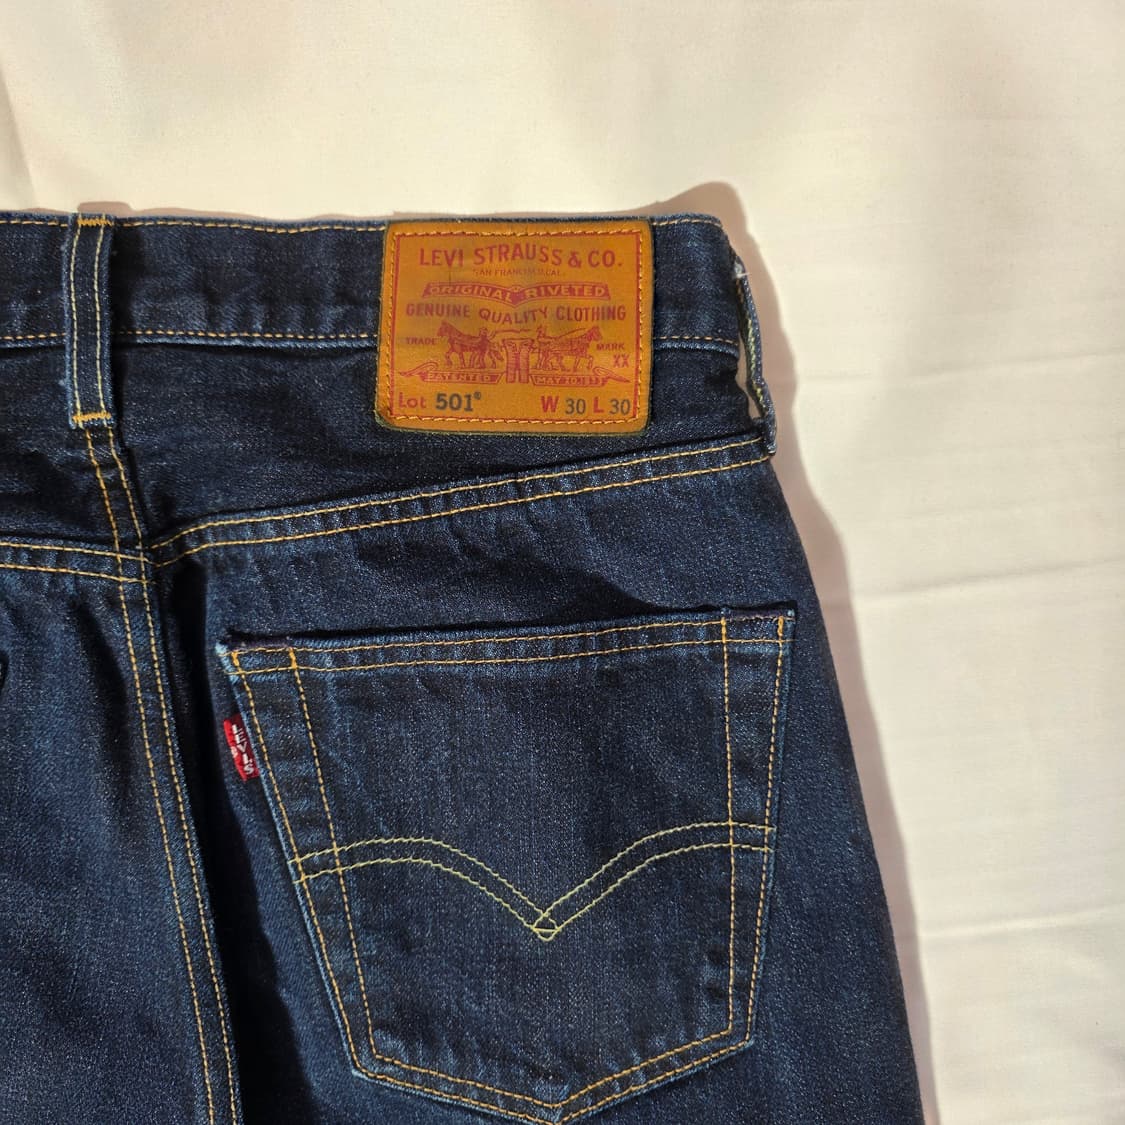 LEVI STRAUSS & CO.
SAN FRANCISCO, CAL.
ORIGINAL RIVETED
GENUINE QUALITY CLOTHING
TRADE MARK
XX
PATENTED MAY 20, 1873
Lot 501® W 30 L 30
LEVI'S